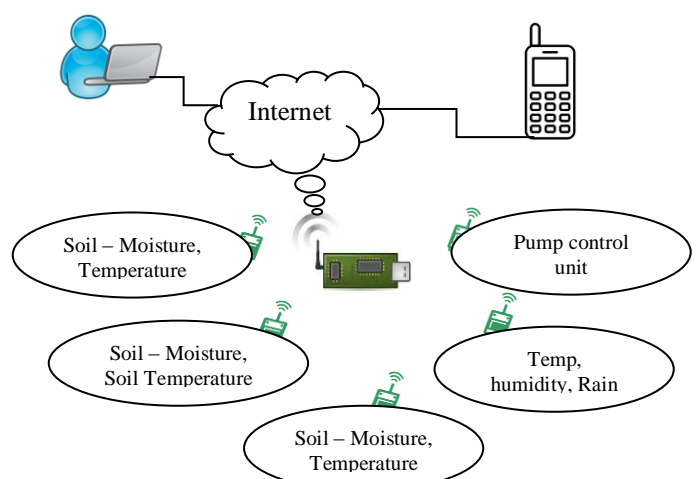 Internet
Soil – Moisture,
Temperature
Pump control
unit
Soil – Moisture,
Soil Temperature
Temp,
humidity, Rain
Soil – Moisture,
Temperature